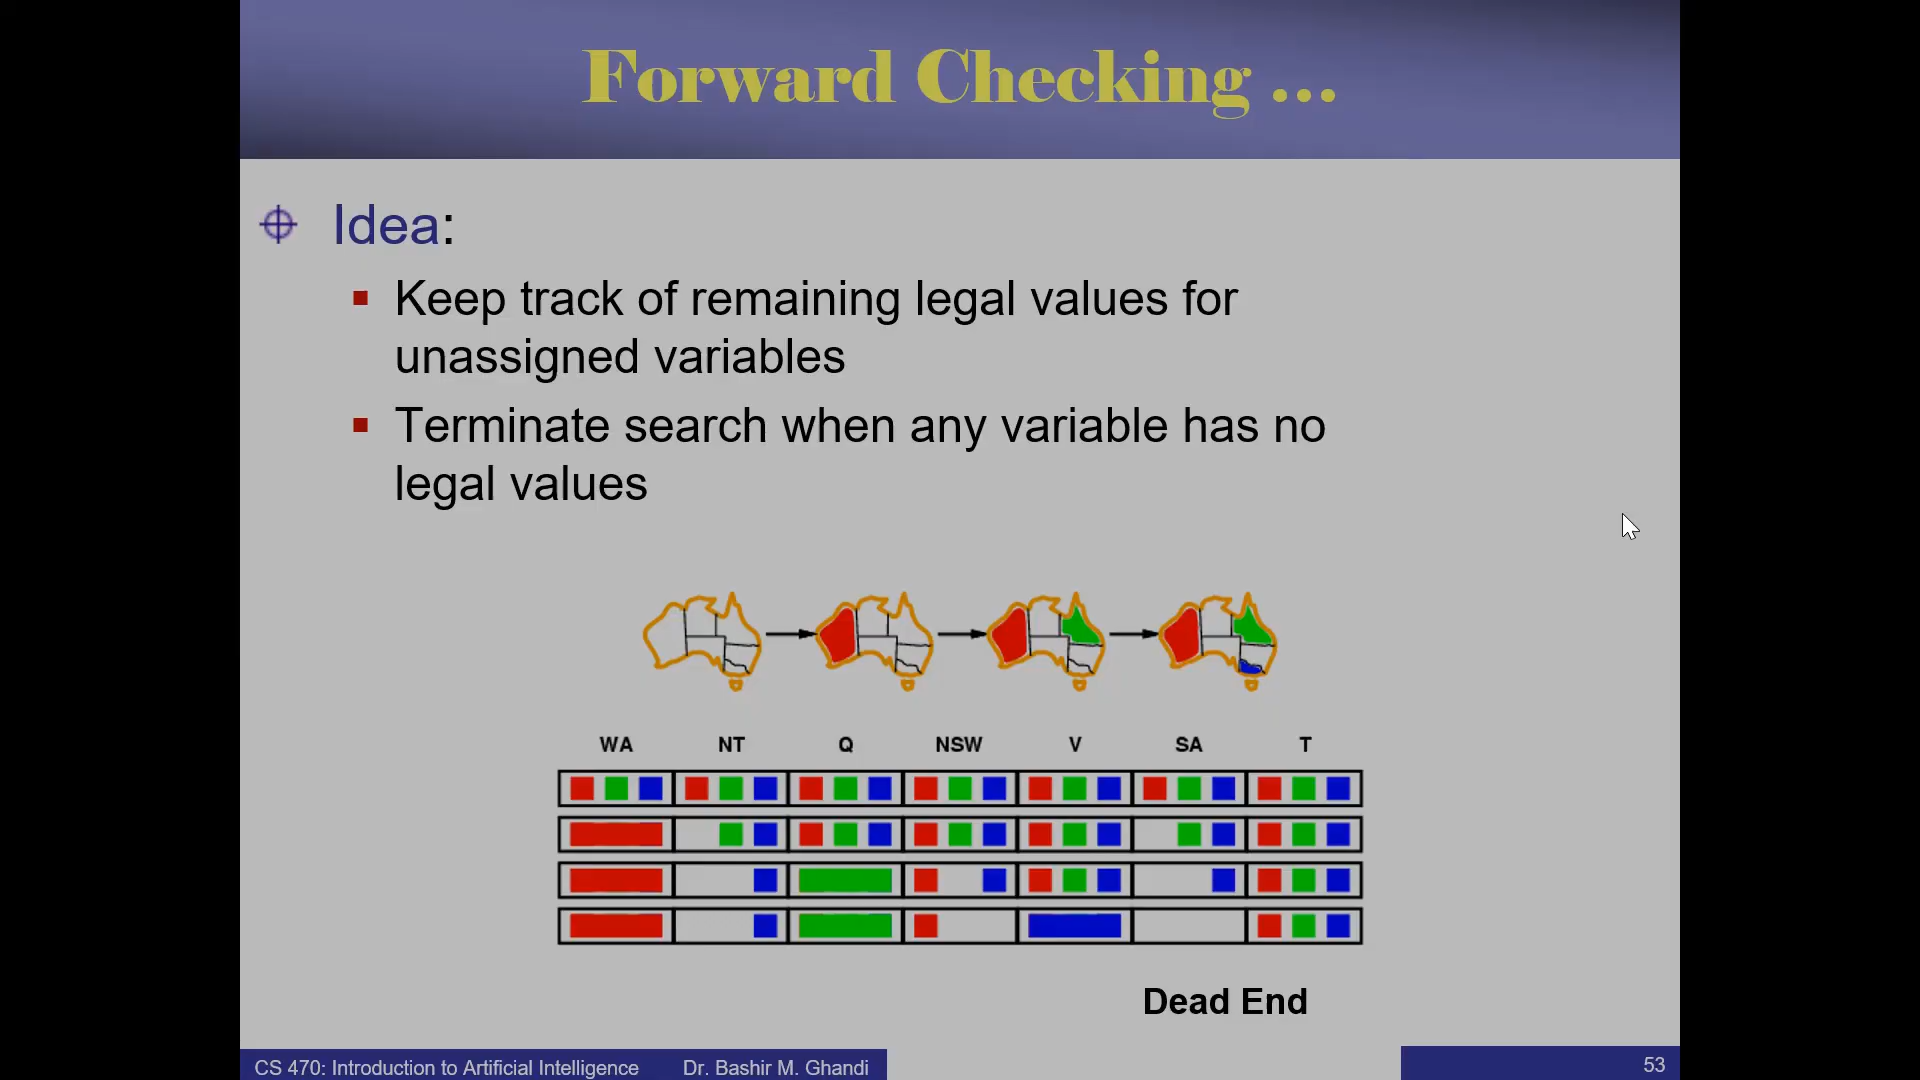 Forward Checking ...
Idea:
Keep track of remaining legal values for
unassigned variables
Terminate search when any variable has no
legal values
WA NT Q NSW V SA T
Dead End
CS 470: Introduction to Artificial Intelligence Dr. Bashir M. Ghandi 53